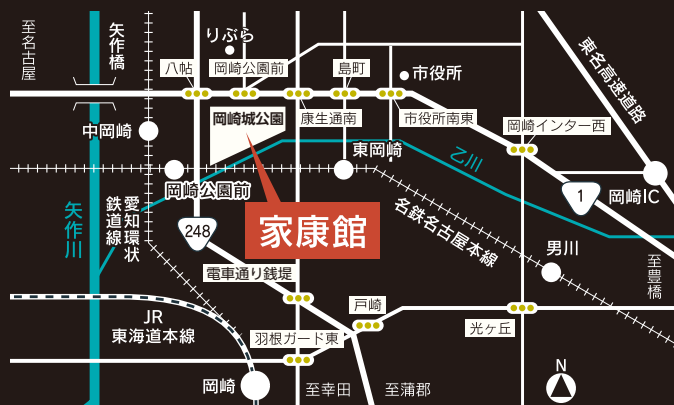 至名古屋
矢作橋
りぶら
八帖
岡崎公園前
島町
市役所
東名高速道路
岡崎城公園
康生通南
市役所南東
岡崎インター西
中岡崎
東岡崎
乙川
岡崎公園前
岡崎IC
1
矢作川
愛知環状
鉄道線
248
家康館
名鉄名古屋本線
男川
至豊橋
電車通り銭堤
戸崎
光ヶ丘
JR
東海道本線
羽根ガード東
岡崎
至幸田
至蒲郡
N